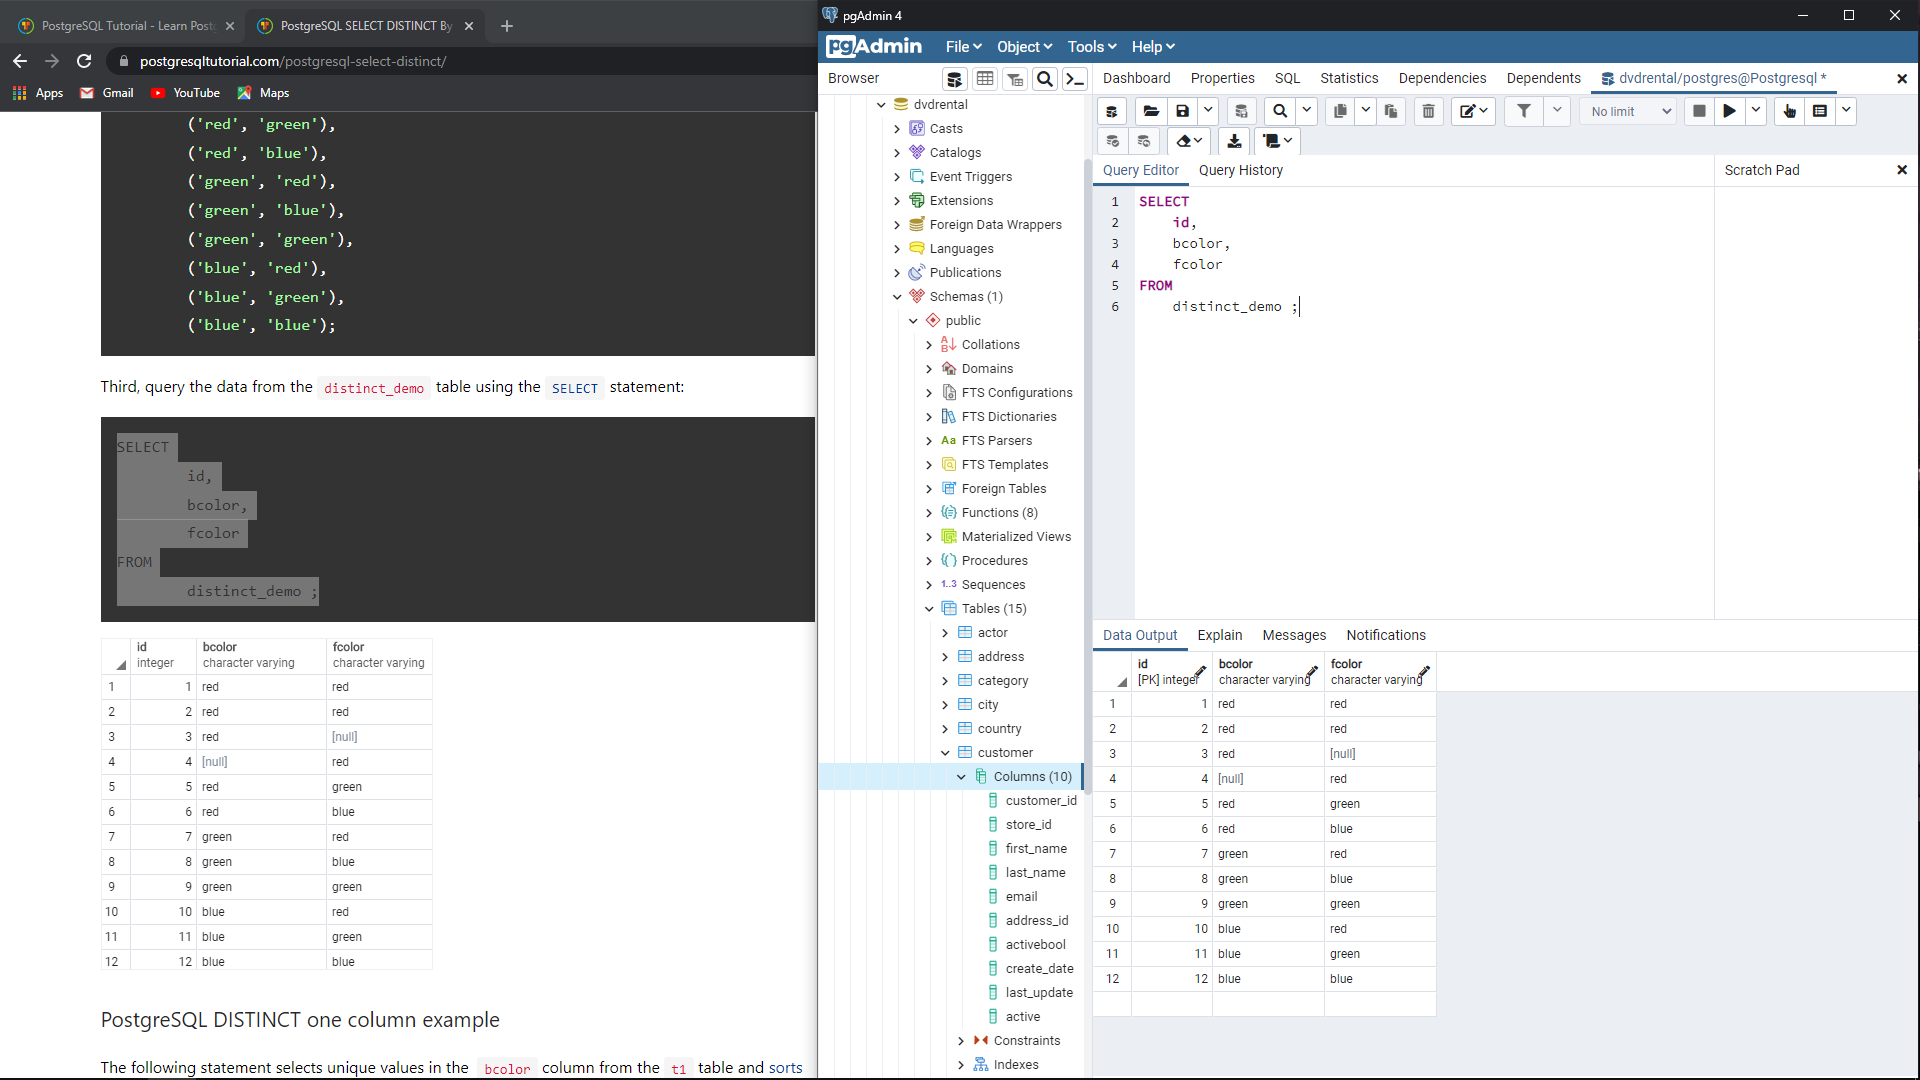 PostgreSQL Tutorial - Learn Post
PostgreSQL SELECT DISTINCT By
postgresqltutorial.com/postgresql-select-distinct/
Apps
Gmail
YouTube
Maps
('red', 'green'),
('red', 'blue'),
('green', 'red'),
('green', 'blue'),
('green', 'green'),
('blue', 'red'),
('blue', 'green'),
('blue', 'blue');
Third, query the data from the distinct_demo table using the SELECT statement:
SELECT
id,
bcolor,
fcolor
FROM
distinct_demo ;
id bcolor fcolor
integer character varying character varying
1 1 red red
2 2 red red
3 3 red [null]
4 4 [null] red
5 5 red green
6 6 red blue
7 7 green red
8 8 green blue
9 9 green green
10 10 blue red
11 11 blue green
12 12 blue blue
PostgreSQL DISTINCT one column example
The following statement selects unique values in the bcolor column from the t1 table and sorts
pgAdmin 4
pgAdmin File Object Tools Help
Browser
dvdrental
Casts
Catalogs
Event Triggers
Extensions
Foreign Data Wrappers
Languages
Publications
Schemas (1)
public
Collations
Domains
FTS Configurations
FTS Dictionaries
Aa FTS Parsers
FTS Templates
Foreign Tables
Functions (8)
Materialized Views
Procedures
1..3 Sequences
Tables (15)
actor
address
category
city
country
customer
Columns (10)
customer_id
store_id
first_name
last_name
email
address_id
activebool
create_date
last_update
active
Constraints
Indexes
Dashboard Properties SQL Statistics Dependencies Dependents dvdrental/postgres@Postgresql *
No limit
Query Editor Query History
Scratch Pad
1 SELECT
2 id,
3 bcolor,
4 fcolor
5 FROM
6 distinct_demo ;
Data Output Explain Messages Notifications
id bcolor fcolor
[PK] integer character varying character varying
1 1 red red
2 2 red red
3 3 red [null]
4 4 [null] red
5 5 red green
6 6 red blue
7 7 green red
8 8 green blue
9 9 green green
10 10 blue red
11 11 blue green
12 12 blue blue